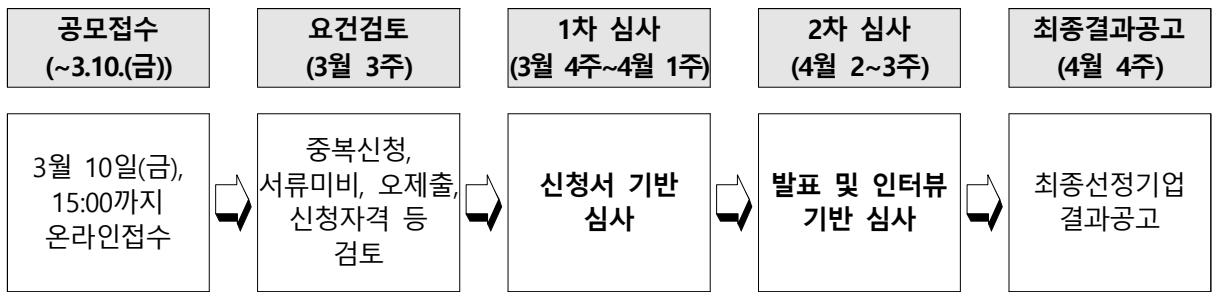 공모접수
(~3.10.(금))
요건검토
(3월 3주)
1차 심사
(3월 4주~4월 1주)
2차 심사
(4월 2~3주)
최종결과공고
(4월 4주)
3월 10일(금),
15:00까지
온라인접수
중복신청,
서류미비, 오제출,
신청자격 등
검토
신청서 기반
심사
발표 및 인터뷰
기반 심사
최종선정기업
결과공고